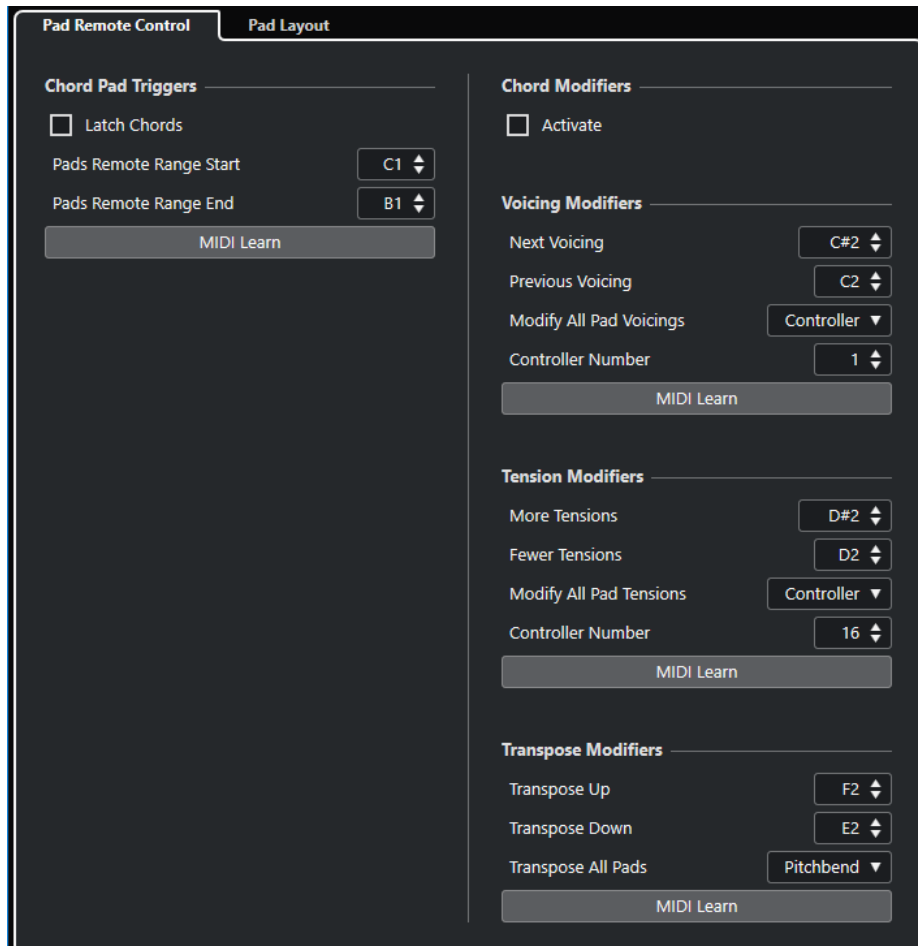 Pad Remote Control
Pad Layout
Chord Pad Triggers
Latch Chords
Pads Remote Range Start C1
Pads Remote Range End B1
MIDI Learn
Chord Modifiers
Activate
Voicing Modifiers
Next Voicing C#2
Previous Voicing C2
Modify All Pad Voicings Controller
Controller Number 1
MIDI Learn
Tension Modifiers
More Tensions D#2
Fewer Tensions D2
Modify All Pad Tensions Controller
Controller Number 16
MIDI Learn
Transpose Modifiers
Transpose Up F2
Transpose Down E2
Transpose All Pads Pitchbend
MIDI Learn